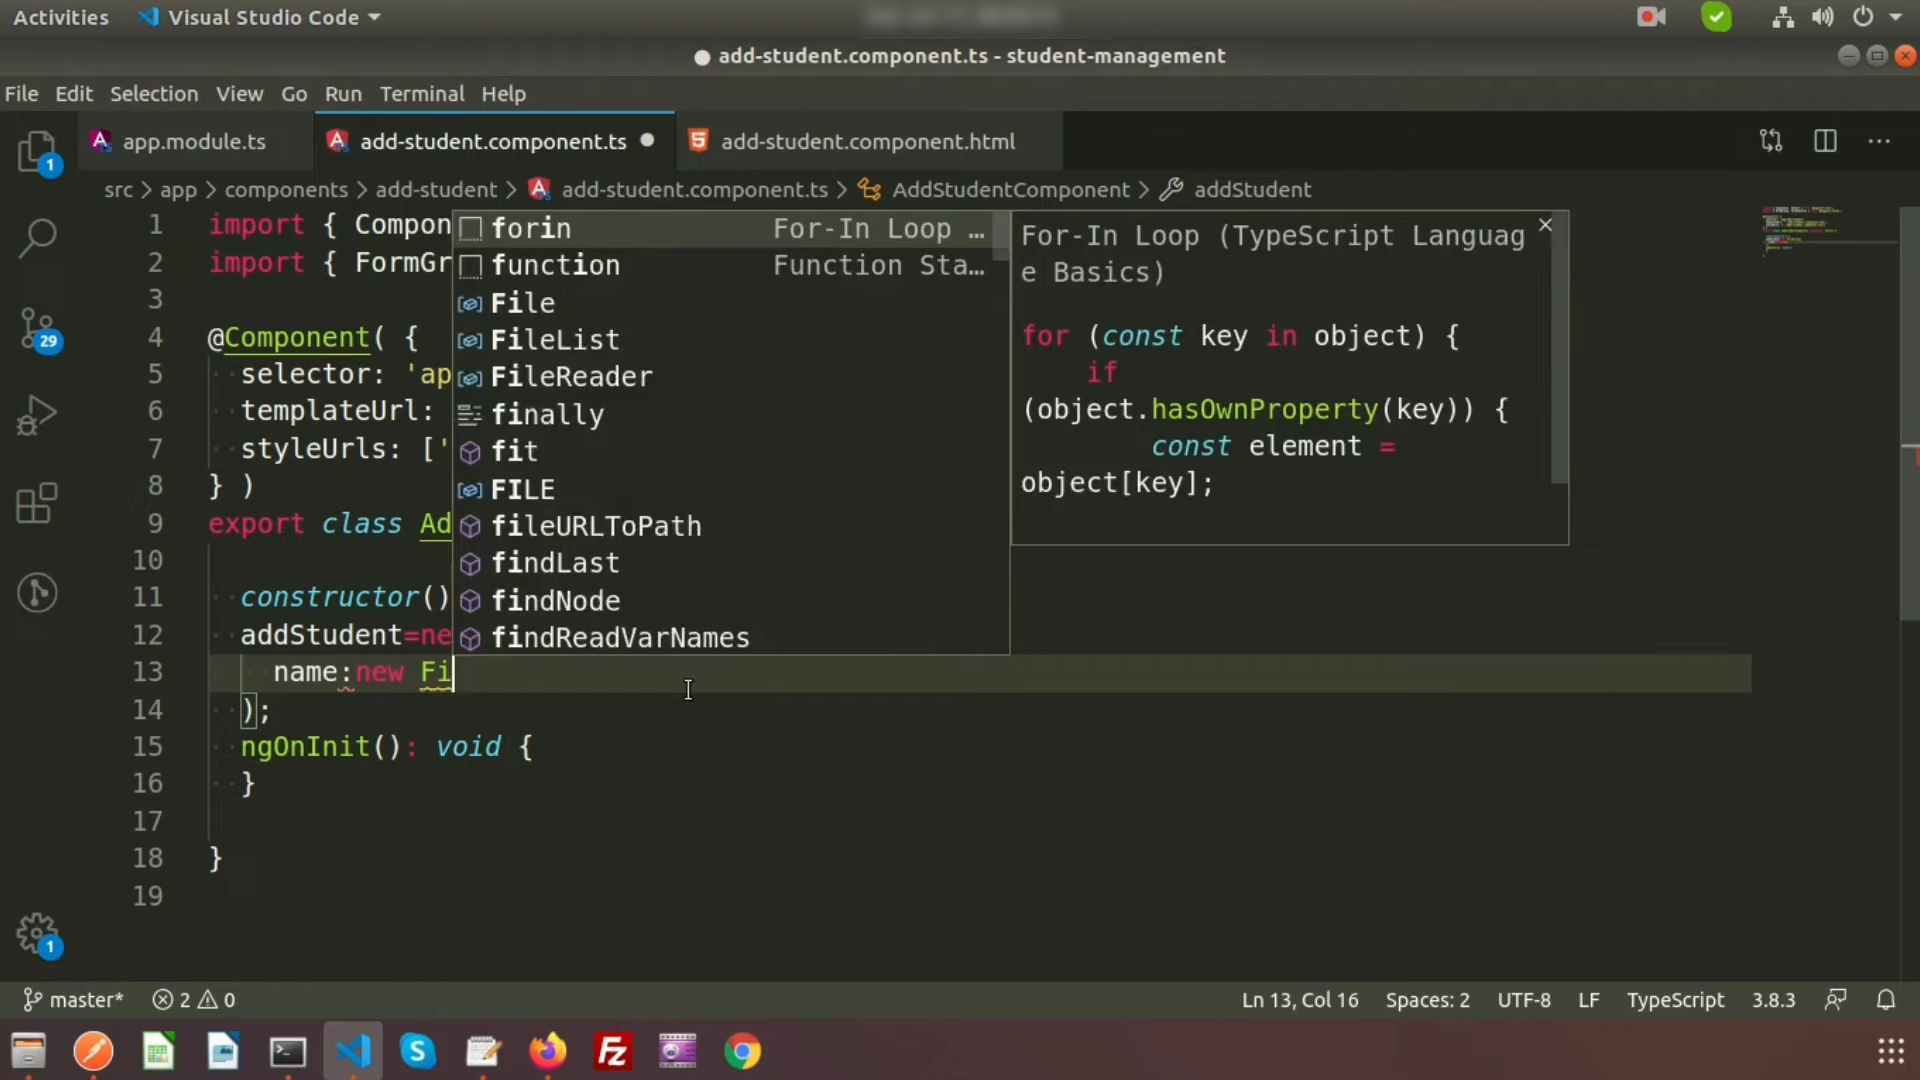 Activities Visual Studio Code
add-student.component.ts - student-management
File Edit Selection View Go Run Terminal Help
app.module.ts add-student.component.ts add-student.component.html
1
src > app > components > add-student > add-student.component.ts > AddStudentComponent > addStudent
1 import { Compon
2 import { FormGr
3
4 @Component( {
5 selector: 'ap
6 templateUrl:
7 styleUrls: ['
8 } )
9 export class Ad
10
11 constructor()
12 addStudent=ne
13 name:new Fi
14 );
15 ngOnInit(): void {
16 }
17
18 }
19
forin For-In Loop …
function Function Sta…
File
FileList
FileReader
finally
fit
FILE
fileURLToPath
findLast
findNode
findReadVarNames
For-In Loop (TypeScript Languag
e Basics)
for (const key in object) {
if
(object.hasOwnProperty(key)) {
const element =
object[key];
29
1
master* 2 0 Ln 13, Col 16 Spaces: 2 UTF-8 LF TypeScript 3.8.3